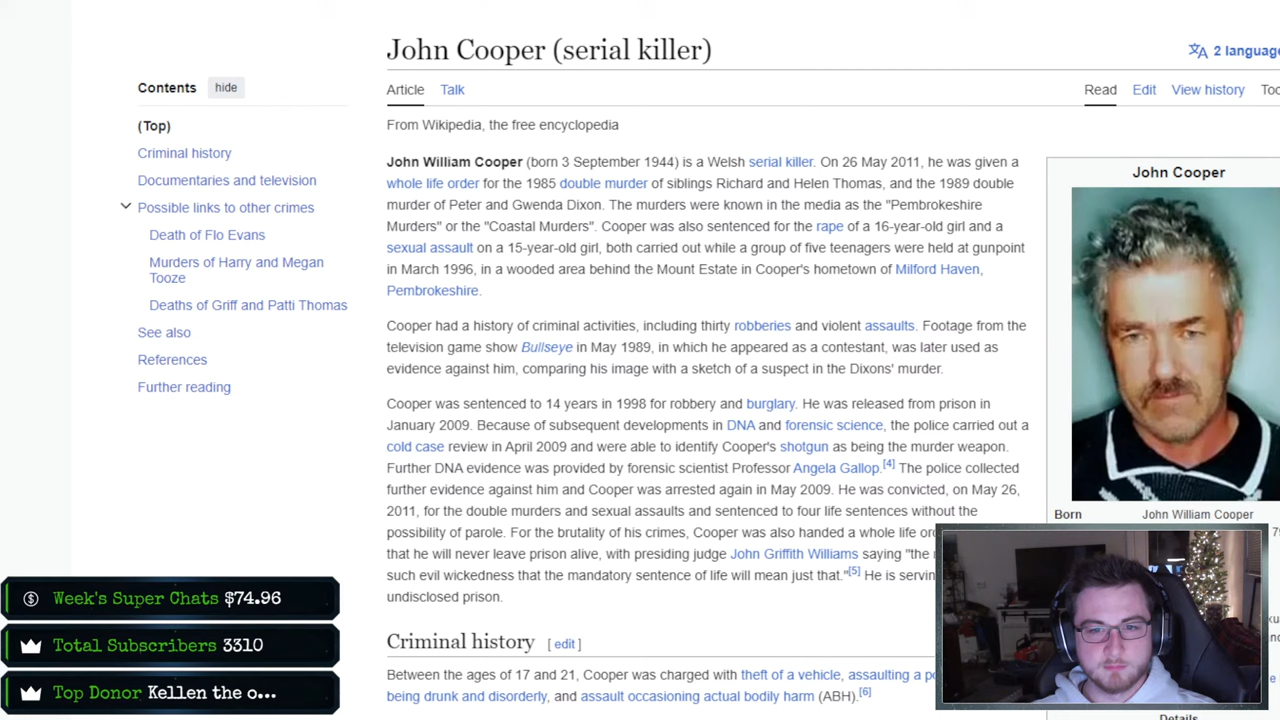 John Cooper (serial killer)
2 language
Contents hide
Article Talk
Read Edit View history Too
(Top)
Criminal history
Documentaries and television
Possible links to other crimes
Death of Flo Evans
Murders of Harry and Megan
Tooze
Deaths of Griff and Patti Thomas
See also
References
Further reading
From Wikipedia, the free encyclopedia
John William Cooper (born 3 September 1944) is a Welsh serial killer. On 26 May 2011, he was given a
whole life order for the 1985 double murder of siblings Richard and Helen Thomas, and the 1989 double
murder of Peter and Gwenda Dixon. The murders were known in the media as the "Pembrokeshire
Murders" or the "Coastal Murders". Cooper was also sentenced for the rape of a 16-year-old girl and a
sexual assault on a 15-year-old girl, both carried out while a group of five teenagers were held at gunpoint
in March 1996, in a wooded area behind the Mount Estate in Cooper's hometown of Milford Haven,
Pembrokeshire.
Cooper had a history of criminal activities, including thirty robberies and violent assaults. Footage from the
television game show Bullseye in May 1989, in which he appeared as a contestant, was later used as
evidence against him, comparing his image with a sketch of a suspect in the Dixons' murder.
Cooper was sentenced to 14 years in 1998 for robbery and burglary. He was released from prison in
January 2009. Because of subsequent developments in DNA and forensic science, the police carried out a
cold case review in April 2009 and were able to identify Cooper's shotgun as being the murder weapon.
Further DNA evidence was provided by forensic scientist Professor Angela Gallop.[4] The police collected
further evidence against him and Cooper was arrested again in May 2009. He was convicted, on May 26,
2011, for the double murders and sexual assaults and sentenced to four life sentences without the
possibility of parole. For the brutality of his crimes, Cooper was also handed a whole life or
that he will never leave prison alive, with presiding judge John Griffith Williams saying "the
such evil wickedness that the mandatory sentence of life will mean just that."[5] He is servin
undisclosed prison.
Criminal history [ edit ]
Between the ages of 17 and 21, Cooper was charged with theft of a vehicle, assaulting a po
being drunk and disorderly, and assault occasioning actual bodily harm (ABH).[6]
John Cooper
Born John William Cooper
Details
Week's Super Chats $74.96
Total Subscribers 3310
Top Donor Kellen the o...